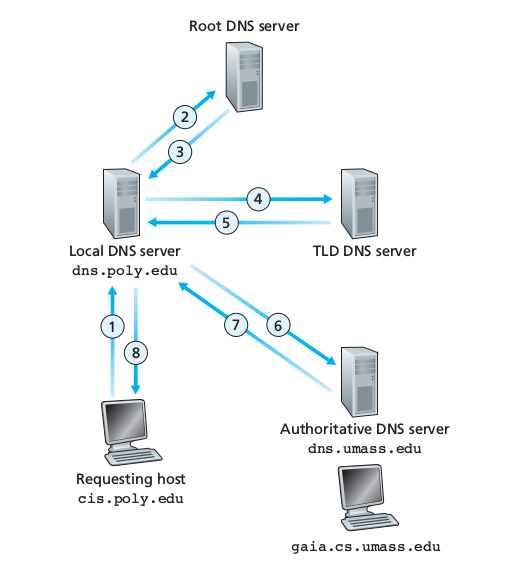 Root DNS server
2
3
4
5
Local DNS server
dns.poly.edu
TLD DNS server
1
8
7
6
Requesting host
cis.poly.edu
Authoritative DNS server
dns.umass.edu
gaia.cs.umass.edu